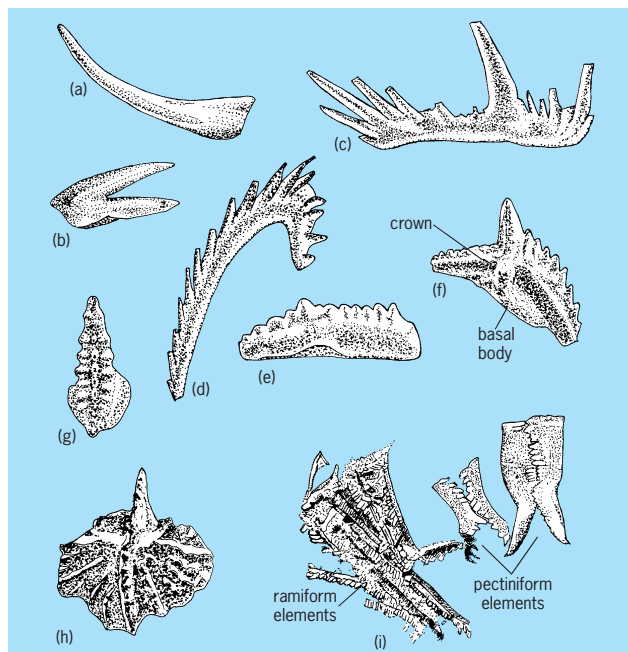 (a)
(c)
(b)
crown
(f)
basal
body
(d)
(e)
(g)
ramiform
elements
pectiniform
elements
(h)
(i)